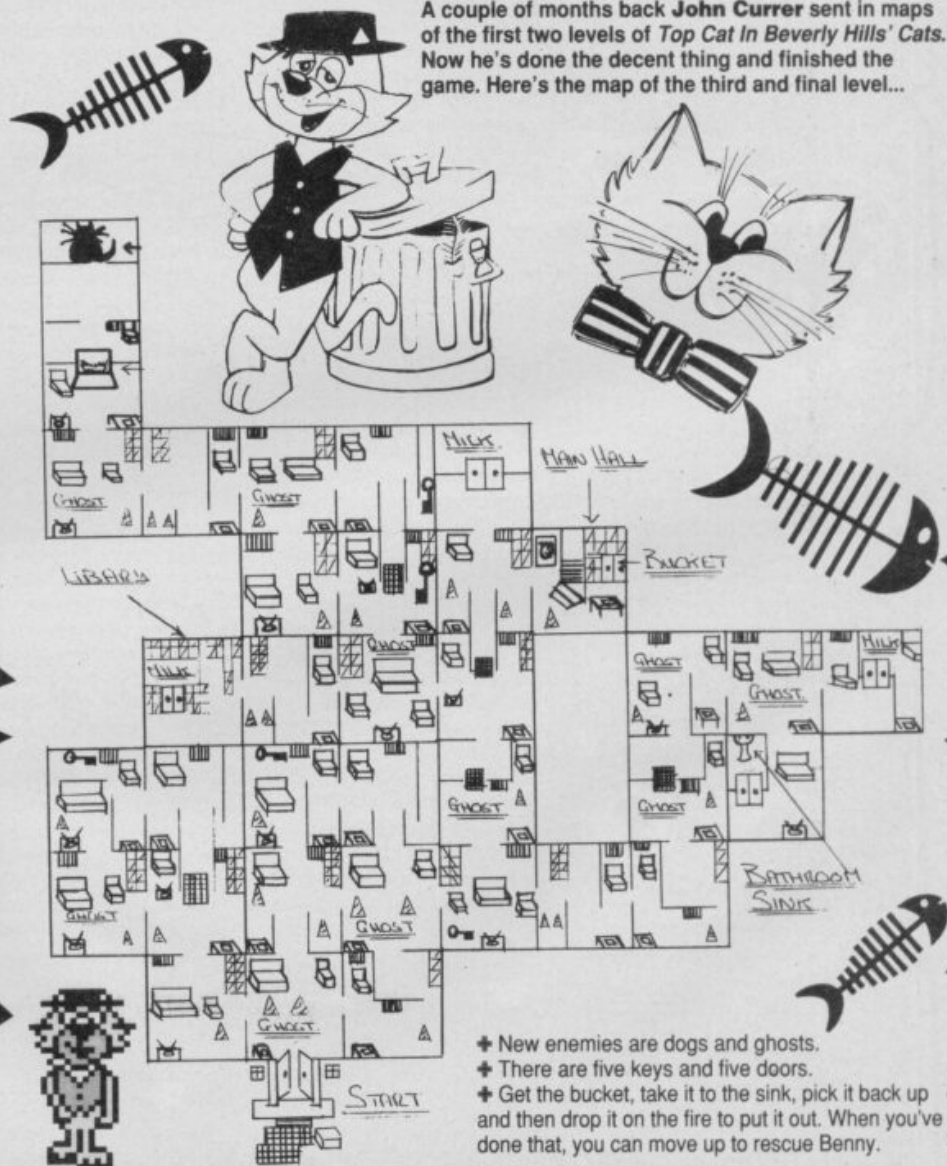 A couple of months back John Currer sent in maps
of the first two levels of Top Cat In Beverly Hills' Cats.
Now he's done the decent thing and finished the
game. Here's the map of the third and final level...
MILK
MAIN HALL
GHOST
GHOST
LIBRARY
BUCKET
GHOST
MILK
GHOST
MILK
GHOST
GHOST
GHOST
BATHROOM
SINK
GHOST
GHOST
GHOST
START
✚ New enemies are dogs and ghosts.
✚ There are five keys and five doors.
✚ Get the bucket, take it to the sink, pick it back up
and then drop it on the fire to put it out. When you've
done that, you can move up to rescue Benny.